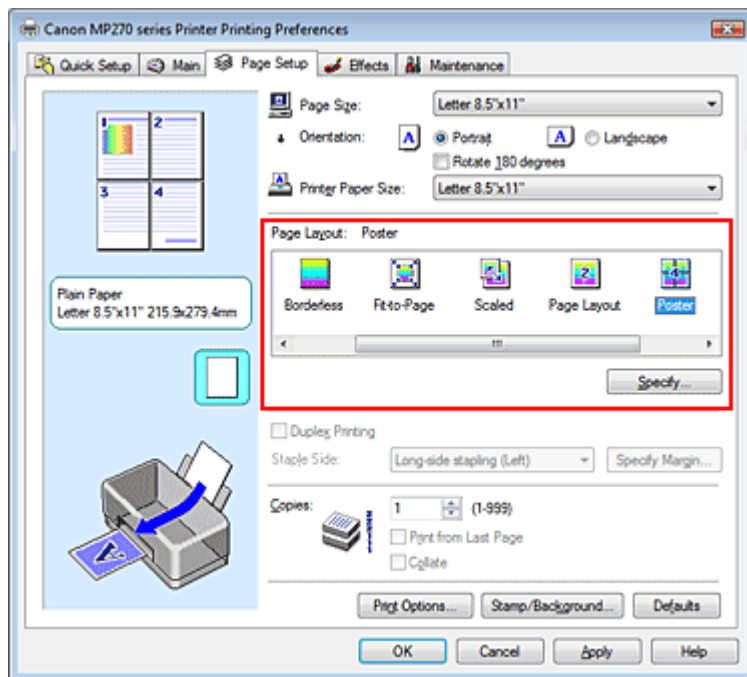 Canon MP270 series Printer Printing Preferences
Quick Setup Main Page Setup Effects Maintenance
1 2
3 4
Plain Paper
Letter 8.5"x11" 215.9x279.4mm
Page Size: Letter 8.5"x11"
Orientation: A Portrait A Landscape
Rotate 180 degrees
Printer Paper Size: Letter 8.5"x11"
Page Layout: Poster
Borderless Fit-to-Page Scaled Page Layout Poster
Specify...
Duplex Printing
Staple Side: Long-side stapling (Left) Specify Margin...
Copies: 1 (1-999)
Print from Last Page
Collate
Print Options... Stamp/Background... Defaults
OK Cancel Apply Help